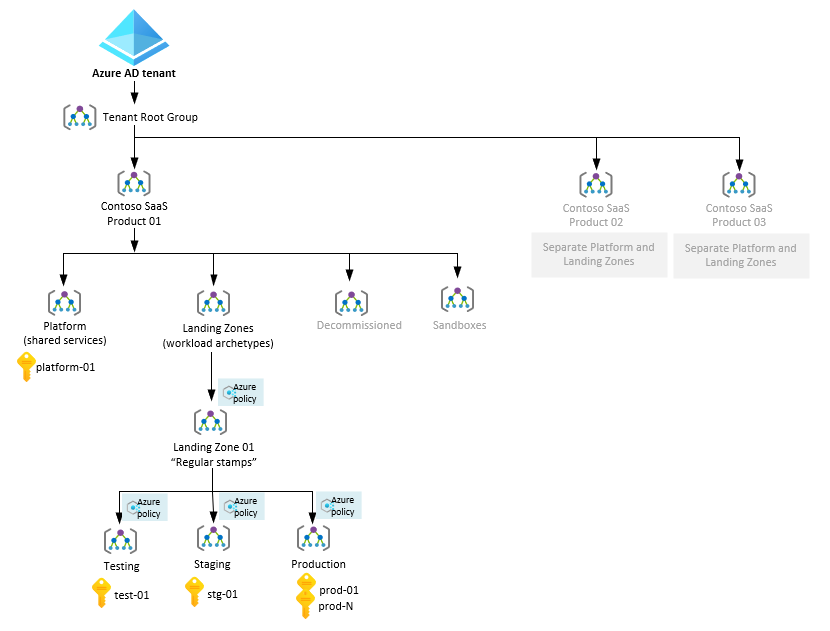 Azure AD tenant
Tenant Root Group
Contoso SaaS
Product 01
Contoso SaaS
Product 02
Separate Platform and
Landing Zones
Contoso SaaS
Product 03
Separate Platform and
Landing Zones
Platform
(shared services)
platform-01
Landing Zones
(workload archetypes)
Decommissioned
Sandboxes
Azure
policy
Landing Zone 01
“Regular stamps”
Azure
policy
Azure
policy
Azure
policy
Testing
test-01
Staging
stg-01
Production
prod-01
prod-N